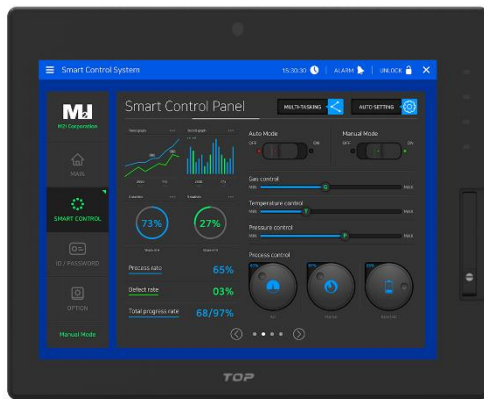 Smart Control System
15:30:30
ALARM
UNLOCK
M2I
M2I Corporation
MAIN
SMART CONTROL
ID / PASSWORD
OPTION
Manual Mode
Smart Control Panel
MULTI-TASKING
AUTO SETTING
73%
27%
Process rate 65%
Defect rate 03%
Total progress rate 68/97%
Auto Mode
OFF ON
Manual Mode
OFF ON
Gas control
MIN G MAX
Temperature control
MIN T MAX
Pressure control
MIN P MAX
Process control
TOP